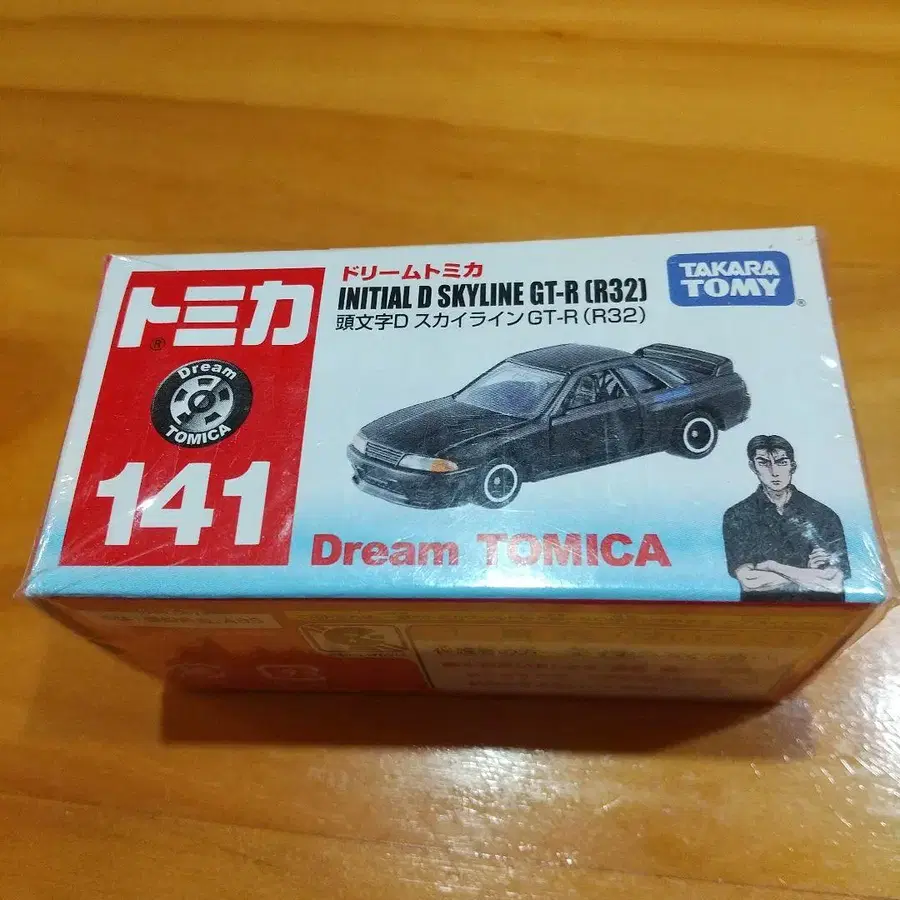 トミカ
®
Dream
TOMICA
141
ドリームトミカ
INITIAL D SKYLINE GT-R (R32)
頭文字D スカイラインGT-R (R32)
TAKARA
TOMY
®
Dream TOMICA